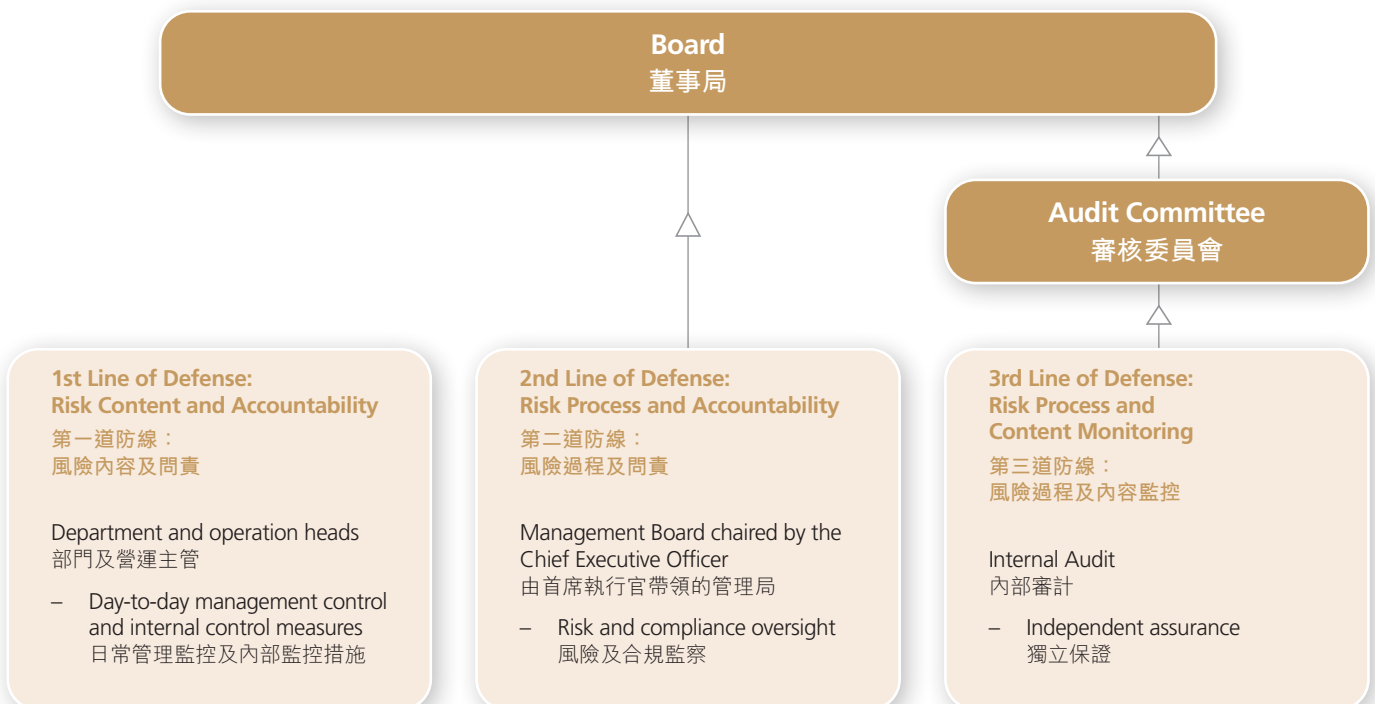 Board
董事局
Audit Committee
審核委員會
1st Line of Defense:
Risk Content and Accountability
第一道防線：
風險內容及問責
Department and operation heads
部門及營運主管
– Day-to-day management control
and internal control measures
日常管理監控及內部監控措施
2nd Line of Defense:
Risk Process and Accountability
第二道防線：
風險過程及問責
Management Board chaired by the
Chief Executive Officer
由首席執行官帶領的管理局
– Risk and compliance oversight
風險及合規監察
3rd Line of Defense:
Risk Process and
Content Monitoring
第三道防線：
風險過程及內容監控
Internal Audit
內部審計
– Independent assurance
獨立保證